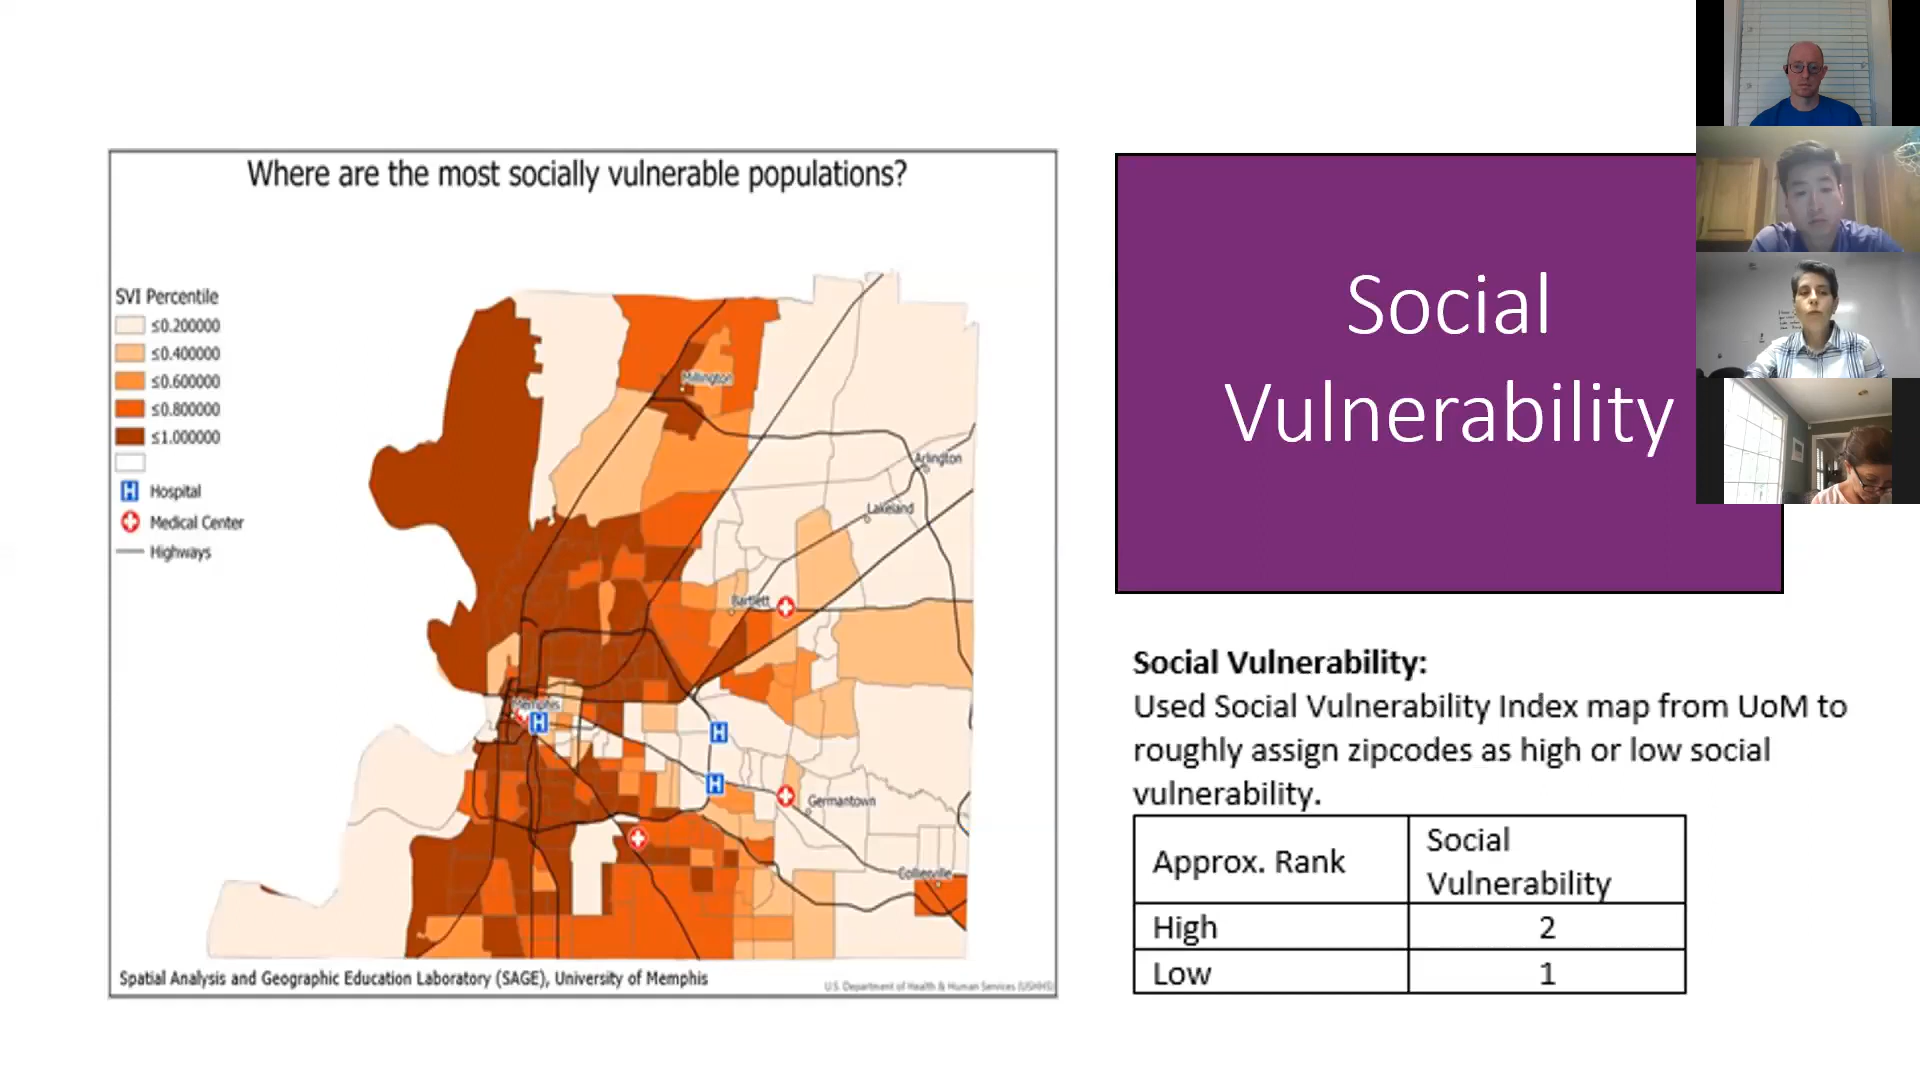 Where are the most socially vulnerable populations?
SVI Percentile
≤0.200000
≤0.400000
≤0.600000
≤0.800000
≤1.000000
H Hospital
Medical Center
Highways
Millington
Arlington
Lakeland
Bartlett
Memphis
H
H
H
Germantown
Collierville
Spatial Analysis and Geographic Education Laboratory (SAGE), University of Memphis
U.S. Department of Health & Human Services (USHHS)
Social
Vulnerability
Social Vulnerability:
Used Social Vulnerability Index map from UoM to
roughly assign zipcodes as high or low social
vulnerability.
Approx. Rank
Social
Vulnerability
High 2
Low 1